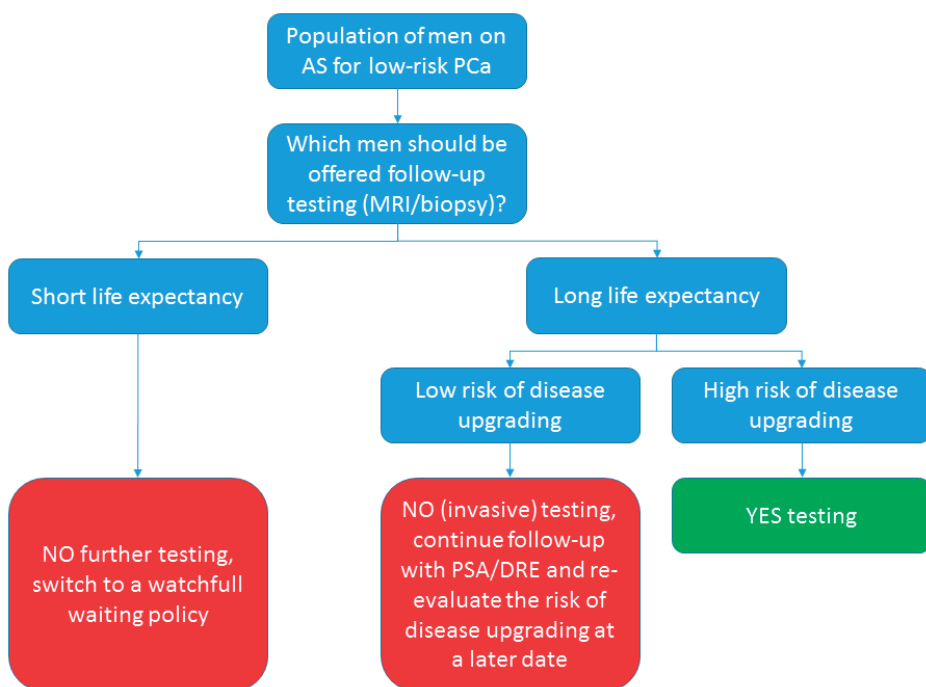 Population of men on
AS for low-risk PCa
Which men should be
offered follow-up
testing (MRI/biopsy)?
Short life expectancy
Long life expectancy
Low risk of disease
upgrading
High risk of disease
upgrading
NO further testing,
switch to a watchfull
waiting policy
NO (invasive) testing,
continue follow-up
with PSA/DRE and re-
evaluate the risk of
disease upgrading at
a later date
YES testing